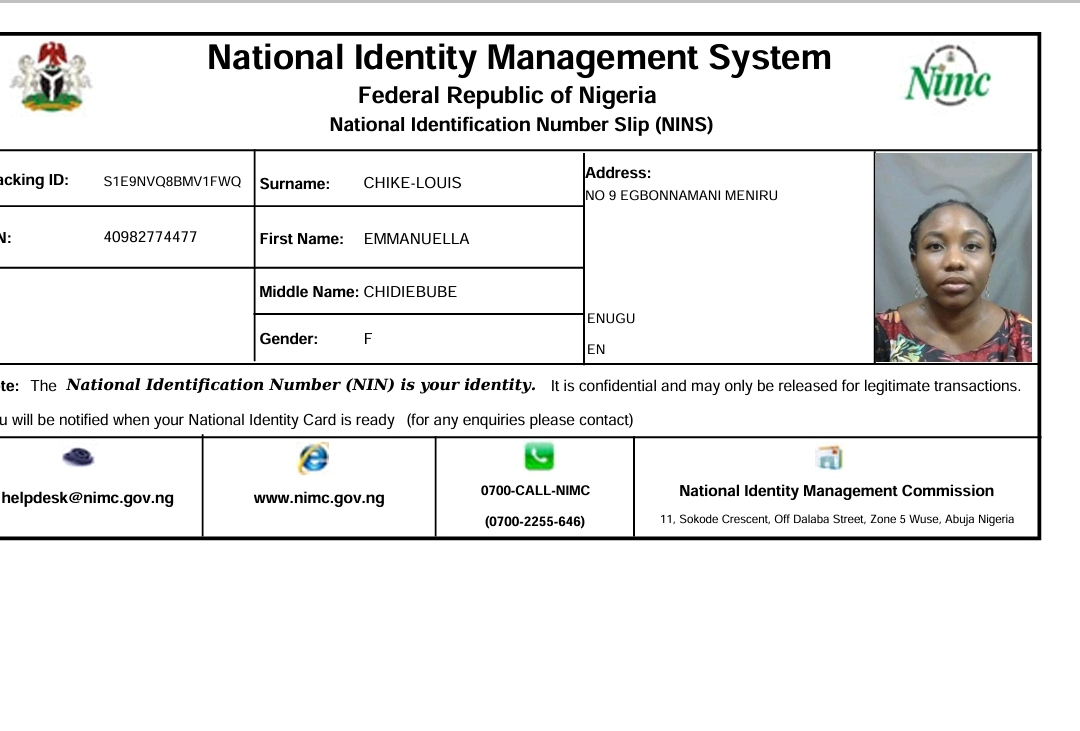 National Identity Management System
Federal Republic of Nigeria
Nimc
National Identification Number Slip (NINS)
acking ID: S1E9NVQ8BMV1FWQ
N: 40982774477
Surname: CHIKE-LOUIS
First Name: EMMANUELLA
Middle Name: CHIDIEBUBE
Gender: F
Address:
NO 9 EGBONNAMANI MENIRU
ENUGU
EN
te: The National Identification Number (NIN) is your identity. It is confidential and may only be released for legitimate transactions.
u will be notified when your National Identity Card is ready (for any enquiries please contact)
helpdesk@nimc.gov.ng
www.nimc.gov.ng
0700-CALL-NIMC
(0700-2255-646)
National Identity Management Commission
11, Sokode Crescent, Off Dalaba Street, Zone 5 Wuse, Abuja Nigeria